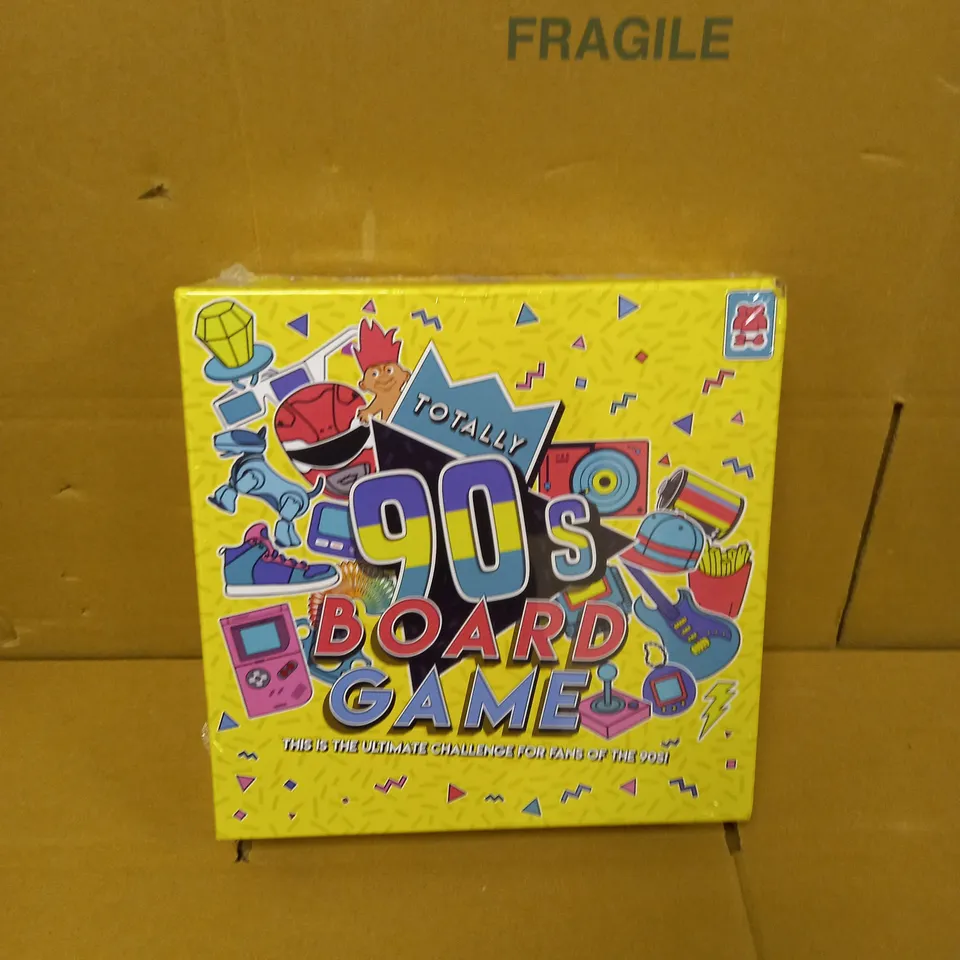 FRAGILE
TOTALLY
90s
BOARD
GAME
THIS IS THE ULTIMATE CHALLENGE FOR FANS OF THE 90S!